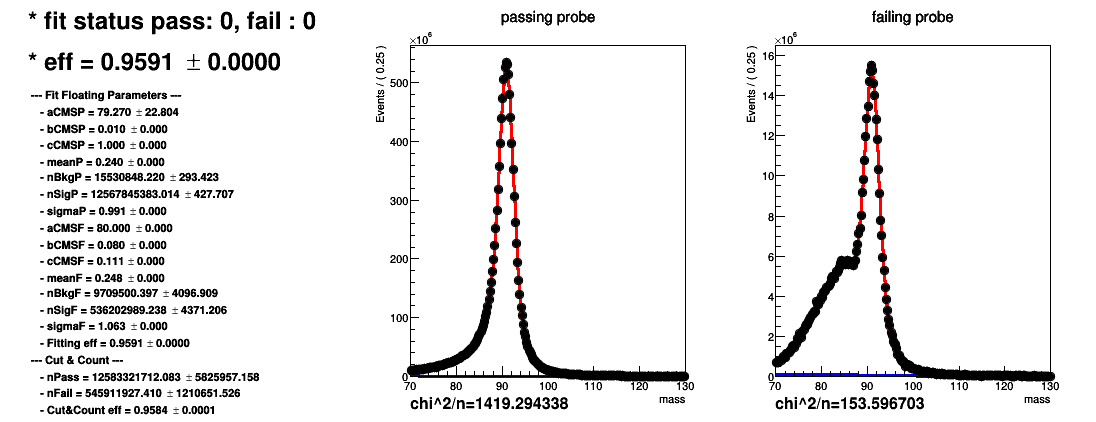 * fit status pass: 0, fail : 0
* eff = 0.9591 ± 0.0000
--- Fit Floating Parameters ---
- aCMSP = 79.270 ± 22.804
- bCMSP = 0.010 ± 0.000
- cCMSP = 1.000 ± 0.000
- meanP = 0.240 ± 0.000
- nBkgP = 15530848.220 ± 293.423
- nSigP = 12567845383.014 ± 427.707
- sigmaP = 0.991 ± 0.000
- aCMSF = 80.000 ± 0.000
- bCMSF = 0.080 ± 0.000
- cCMSF = 0.111 ± 0.000
- meanF = 0.248 ± 0.000
- nBkgF = 9709500.397 ± 4096.909
- nSigF = 536202989.238 ± 4371.206
- sigmaF = 1.063 ± 0.000
- Fitting eff = 0.9591 ± 0.0000
--- Cut & Count ---
- nPass = 12583321712.083 ± 5825957.158
- nFail = 545911927.410 ± 1210651.526
- Cut&Count eff = 0.9584 ± 0.0001
passing probe
×10^6
Events / ( 0.25 )
500
400
300
200
100
0
70 80 90 100 110 120 130
mass
chi^2/n=1419.294338
failing probe
×10^6
Events / ( 0.25 )
16
14
12
10
8
6
4
2
0
70 80 90 100 110 120 130
mass
chi^2/n=153.596703